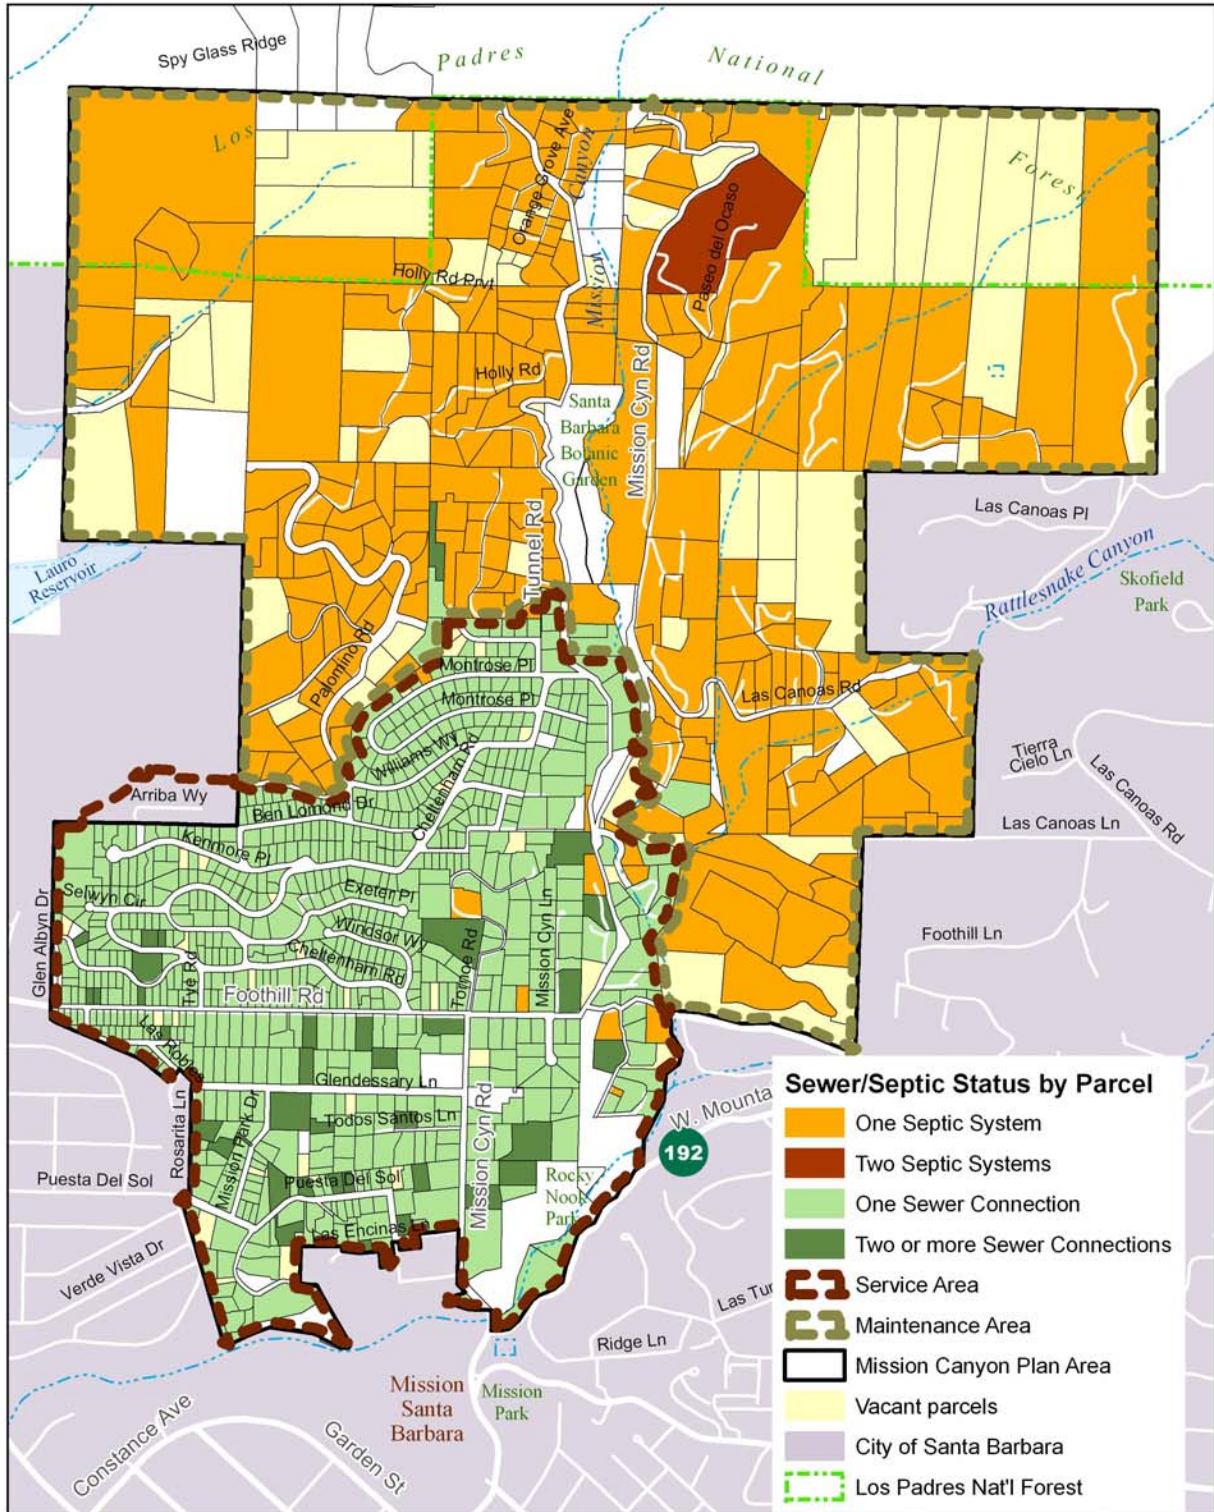 Spy Glass Ridge
Padres
National
Los
Forest
Orange Grove Ave
Canyon
Mission
Paseo del Ocaso
Holly Rd Prvt
Holly Rd
Mission Cyn Rd
Santa
Barbara
Botanic
Garden
Tunnel Rd
Las Canoas Pl
Rattlesnake Canyon
Skofield
Park
Lauro
Reservoir
Palomino Rd
Montrose Pl
Montrose Pl
Las Canoas Rd
Williams Wy
Cheltenham Rd
Tierra
Cielo Ln
Las Canoas Rd
Arriba Wy
Ben Lomond Dr
Las Canoas Ln
Kenmore Pl
Exeter Pl
Selwyn Cir
Windsor Wy
Mission Cyn Ln
Glen Albyn Dr
Tye Rd
Cheltenham Rd
Tornoe Rd
Foothill Ln
Foothill Rd
Las Robles
Glendessary Ln
W. Mounta
192
Rosarita Ln
Mission Park Dr
Todos Santos Ln
Mission Cyn Rd
Puesta Del Sol
Puesta Del Sol
Rocky
Nook
Park
Las Encinas Ln
Verde Vista Dr
Las Tu
Ridge Ln
Mission
Santa
Barbara
Mission
Park
Constance Ave
Garden St
Sewer/Septic Status by Parcel
One Septic System
Two Septic Systems
One Sewer Connection
Two or more Sewer Connections
Service Area
Maintenance Area
Mission Canyon Plan Area
Vacant parcels
City of Santa Barbara
Los Padres Nat'l Forest